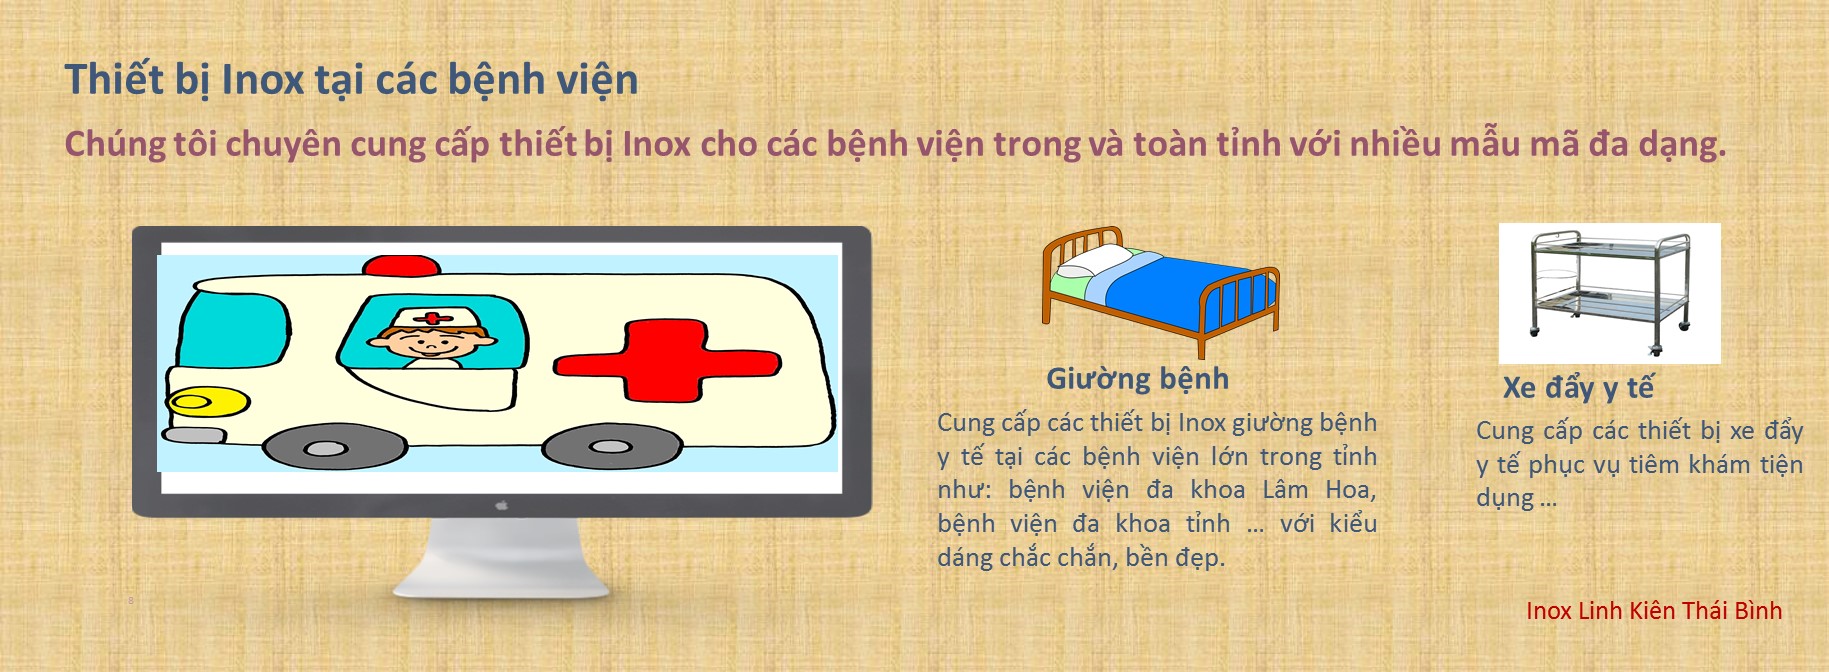 Thiết bị Inox tại các bệnh viện
Chúng tôi chuyên cung cấp thiết bị Inox cho các bệnh viện trong và toàn tỉnh với nhiều mẫu mã đa dạng.
Giường bệnh
Cung cấp các thiết bị Inox giường bệnh
y tế tại các bệnh viện lớn trong tỉnh
như: bệnh viện đa khoa Lâm Hoa,
bệnh viện đa khoa tỉnh ... với kiểu
dáng chắc chắn, bền đẹp.
Xe đẩy y tế
Cung cấp các thiết bị xe đẩy
y tế phục vụ tiêm khám tiện
dụng ...
8
Inox Linh Kiên Thái Bình